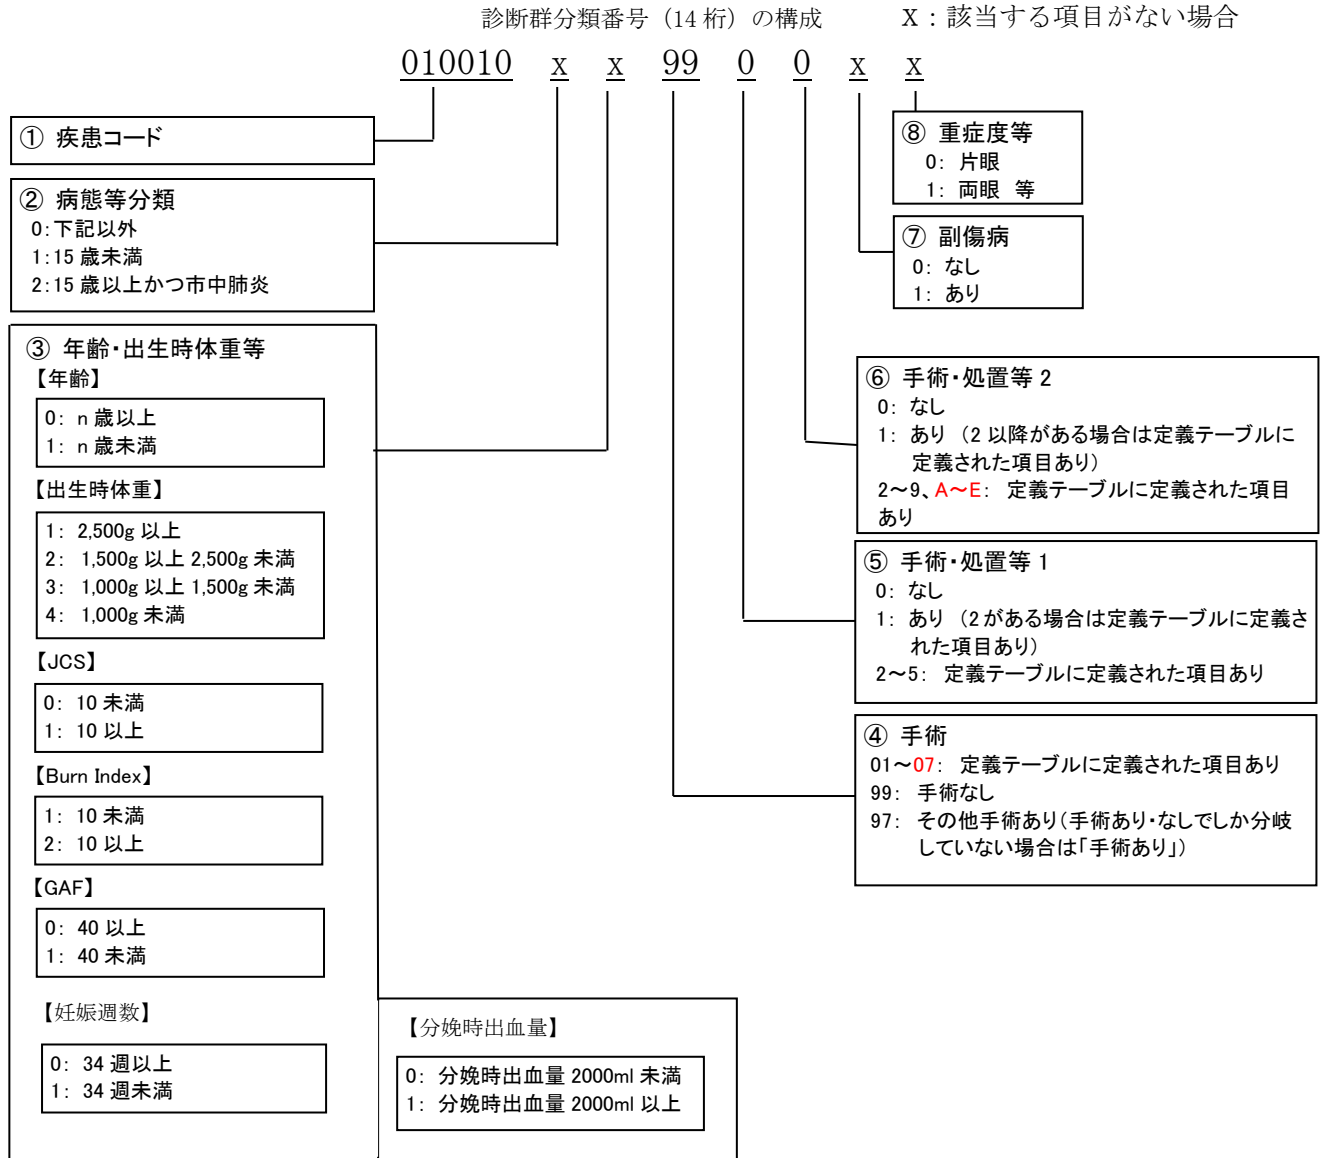 診断群分類番号（14 桁）の構成
X：該当する項目がない場合
010010 x x 99 0 0 x x
① 疾患コード
② 病態等分類
0：下記以外
1：15 歳未満
2：15 歳以上かつ市中肺炎
③ 年齢・出生時体重等
【年齢】
0： n 歳以上
1： n 歳未満
【出生時体重】
1： 2,500g 以上
2： 1,500g 以上 2,500g 未満
3： 1,000g 以上 1,500g 未満
4： 1,000g 未満
【JCS】
0： 10 未満
1： 10 以上
【Burn Index】
1： 10 未満
2： 10 以上
【GAF】
0： 40 以上
1： 40 未満
【妊娠週数】
0： 34 週以上
1： 34 週未満
【分娩時出血量】
0： 分娩時出血量 2000ml 未満
1： 分娩時出血量 2000ml 以上
⑧ 重症度等
0： 片眼
1： 両眼 等
⑦ 副傷病
0： なし
1： あり
⑥ 手術・処置等 2
0： なし
1： あり （2 以降がある場合は定義テーブルに
定義された項目あり）
2～9、A～E： 定義テーブルに定義された項目
あり
⑤ 手術・処置等 1
0： なし
1： あり （2 がある場合は定義テーブルに定義さ
れた項目あり）
2～5： 定義テーブルに定義された項目あり
④ 手術
01～07： 定義テーブルに定義された項目あり
99： 手術なし
97： その他手術あり（手術あり・なしでしか分岐
していない場合は「手術あり」）